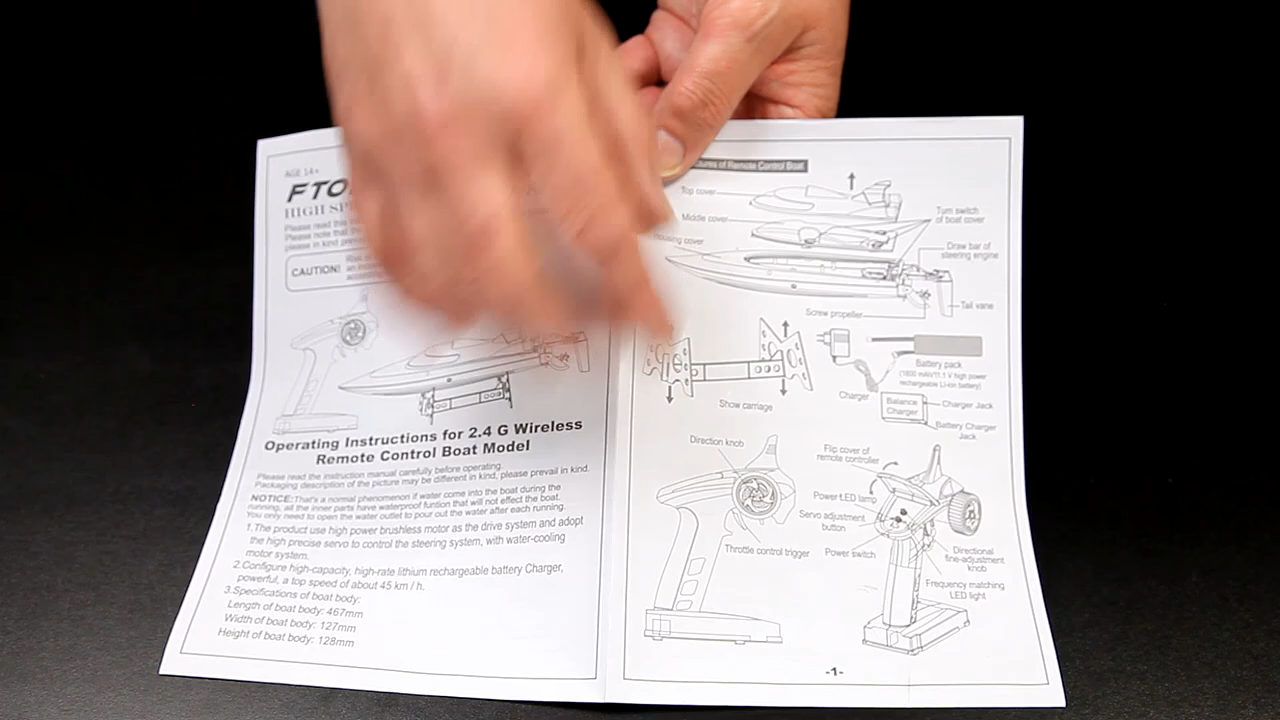 AGE 14+
FTO
HIGH SP
Please read this
Please note that
please in kind prevai
CAUTION!
Operating Instructions for 2.4 G Wireless
Remote Control Boat Model
Please read the instruction manual carefully before operating.
Packaging description of the picture may be different in kind, please prevail in kind.
NOTICE:That's a normal phenomenon if water come into the boat during the
running, all the inner parts have waterproof funtion that will not effect the boat.
You only need to open the water outlet to pour out the water after each running.
1.The product use high power brushless motor as the drive system and adopt
the high precise servo to control the steering system, with water-cooling
motor system.
2.Configure high-capacity, high-rate lithium rechargeable battery Charger,
powerful, a top speed of about 45 km / h.
3.Specifications of boat body:
Length of boat body: 467mm
Width of boat body: 127mm
Height of boat body: 128mm
tures of Remote Control Boat
Top cover
Middle cover
housing cover
Turn switch
of boat cover
Draw bar of
steering engine
Tail vane
Screw propeller
Show carriage
Charger
Battery pack
(1800 mAh/11.1 V high power
rechargeable Li-ion battery)
Balance
Charger
Charger Jack
Battery Charger
Jack
Direction knob
Throttle control trigger
Flip cover of
remote controller
Power LED lamp
Servo adjustment
button
Power switch
Directional
fine-adjustment
knob
Frequency matching
LED light
-1-